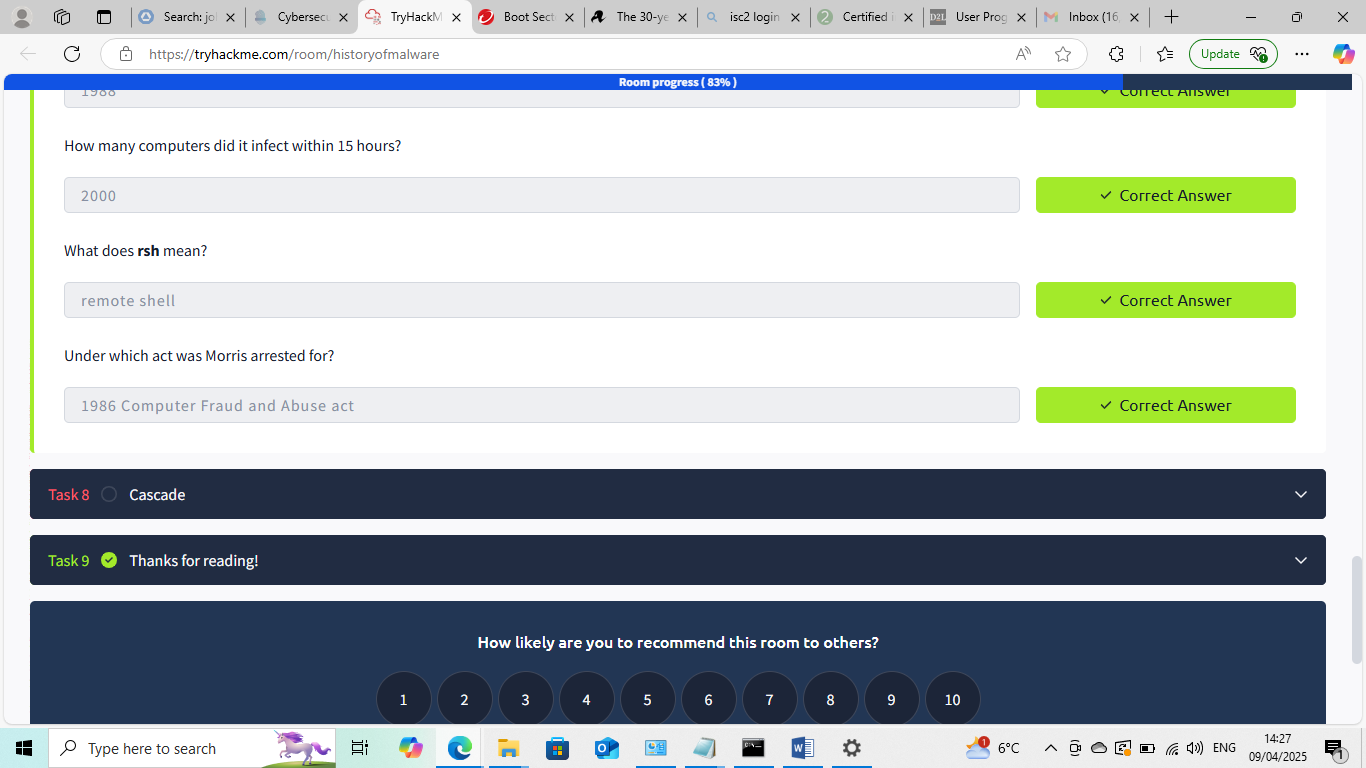 Search: jo
Cybersecu
TryHackM
Boot Sect
The 30-ye
isc2 login
Certified i
D2L
User Prog
Inbox (16
https://tryhackme.com/room/historyofmalware
Update
Room progress ( 83% )
1988
Correct Answer
How many computers did it infect within 15 hours?
2000
Correct Answer
What does rsh mean?
remote shell
Correct Answer
Under which act was Morris arrested for?
1986 Computer Fraud and Abuse act
Correct Answer
Task 8 Cascade
Task 9 Thanks for reading!
How likely are you to recommend this room to others?
1 2 3 4 5 6 7 8 9 10
Type here to search
1
6°C
ENG
14:27
09/04/2025
1